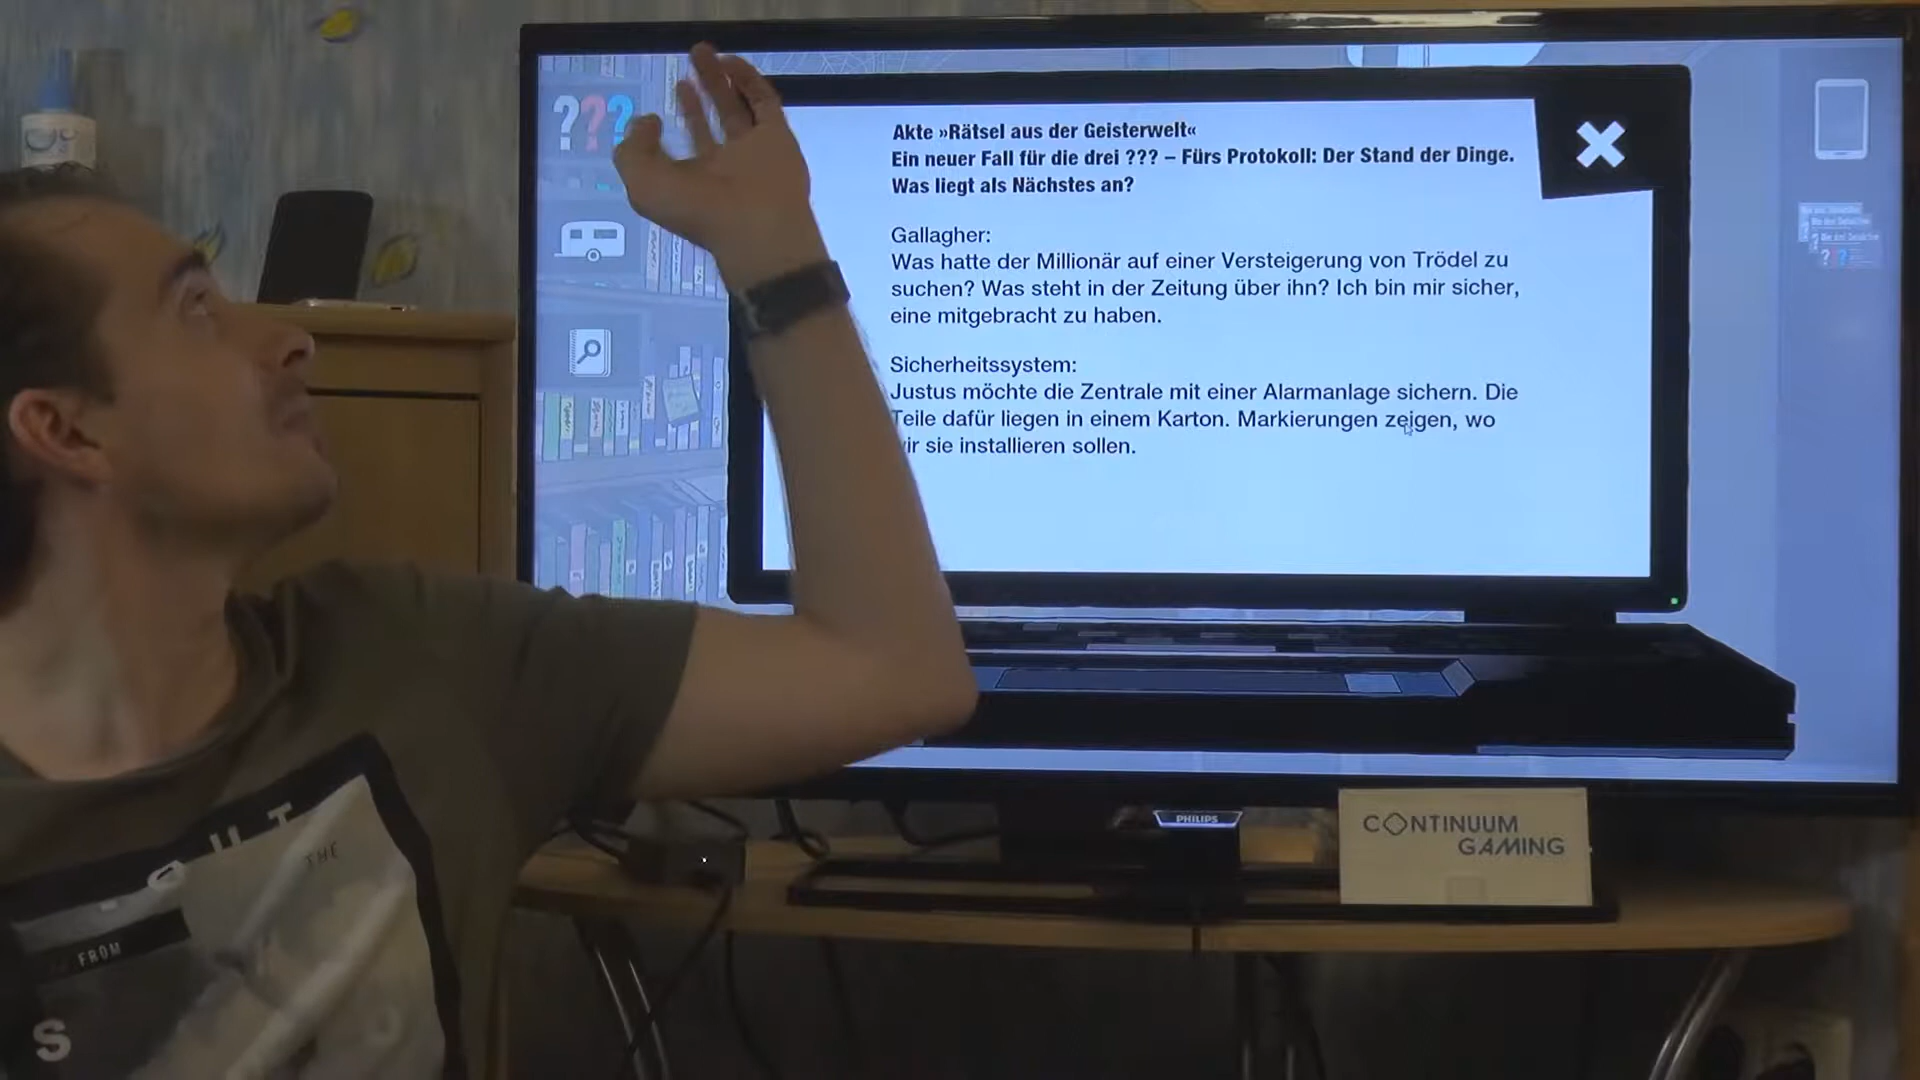 ???
Akte »Rätsel aus der Geisterwelt«
Ein neuer Fall für die drei ??? – Fürs Protokoll: Der Stand der Dinge.
Was liegt als Nächstes an?
Gallagher:
Was hatte der Millionär auf einer Versteigerung von Trödel zu
suchen? Was steht in der Zeitung über ihn? Ich bin mir sicher,
eine mitgebracht zu haben.
Sicherheitssystem:
Justus möchte die Zentrale mit einer Alarmanlage sichern. Die
Teile dafür liegen in einem Karton. Markierungen zeigen, wo
ir sie installieren sollen.
PHILIPS
CONTINUUM
GAMING
THE
FROM
S